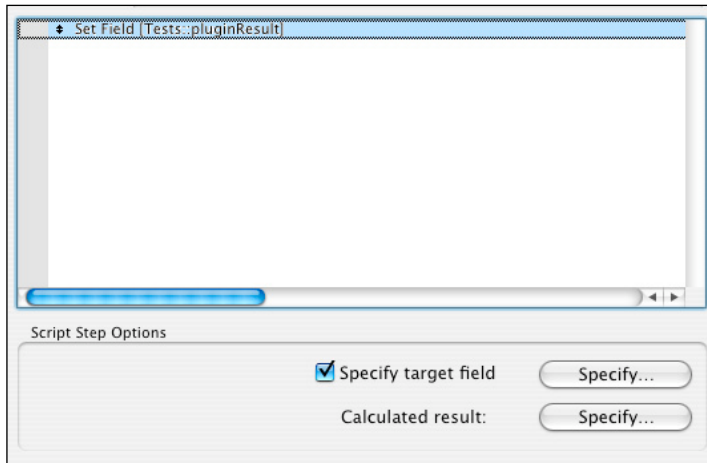 Set Field [Tests::pluginResult]
Script Step Options
Specify target field
Specify...
Calculated result:
Specify...